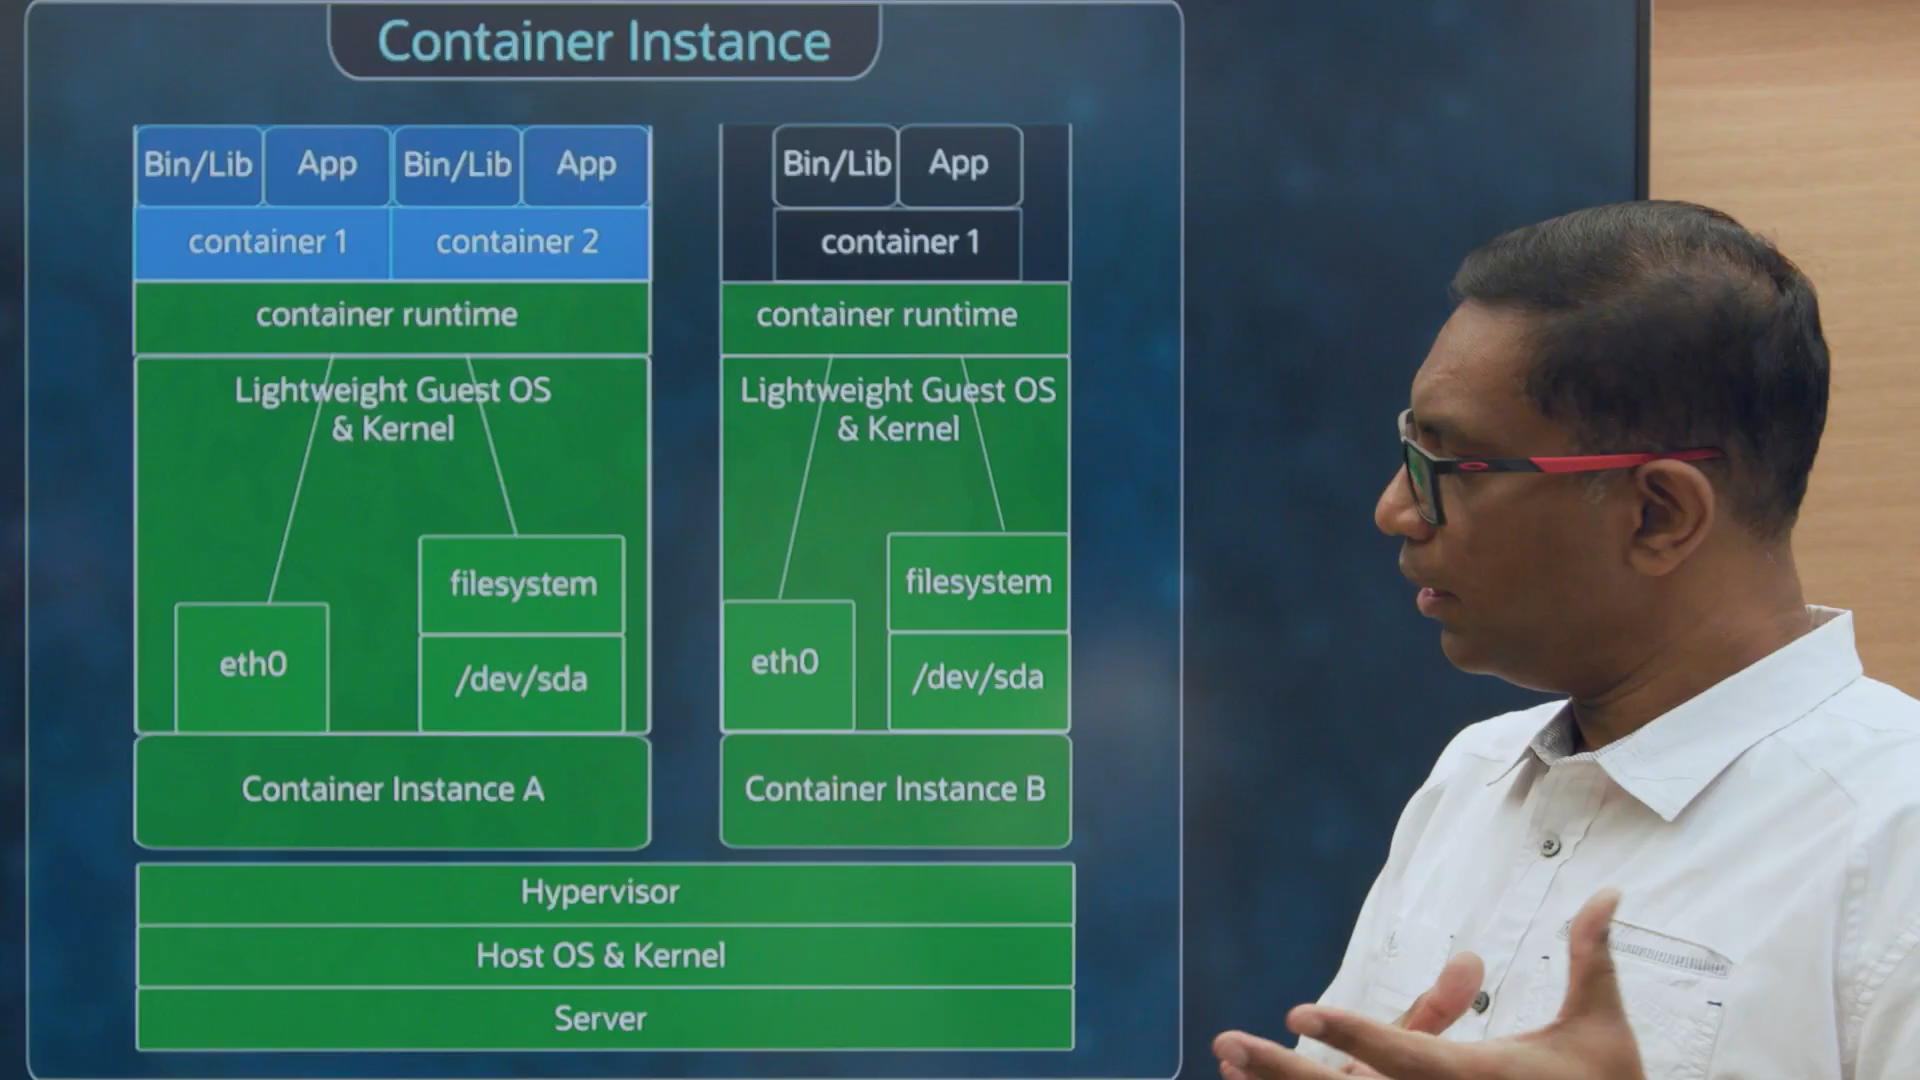 Container Instance
Bin/Lib App Bin/Lib App
container 1 container 2
container runtime
Lightweight Guest OS
& Kernel
filesystem
eth0
/dev/sda
Container Instance A
Bin/Lib App
container 1
container runtime
Lightweight Guest OS
& Kernel
filesystem
eth0
/dev/sda
Container Instance B
Hypervisor
Host OS & Kernel
Server